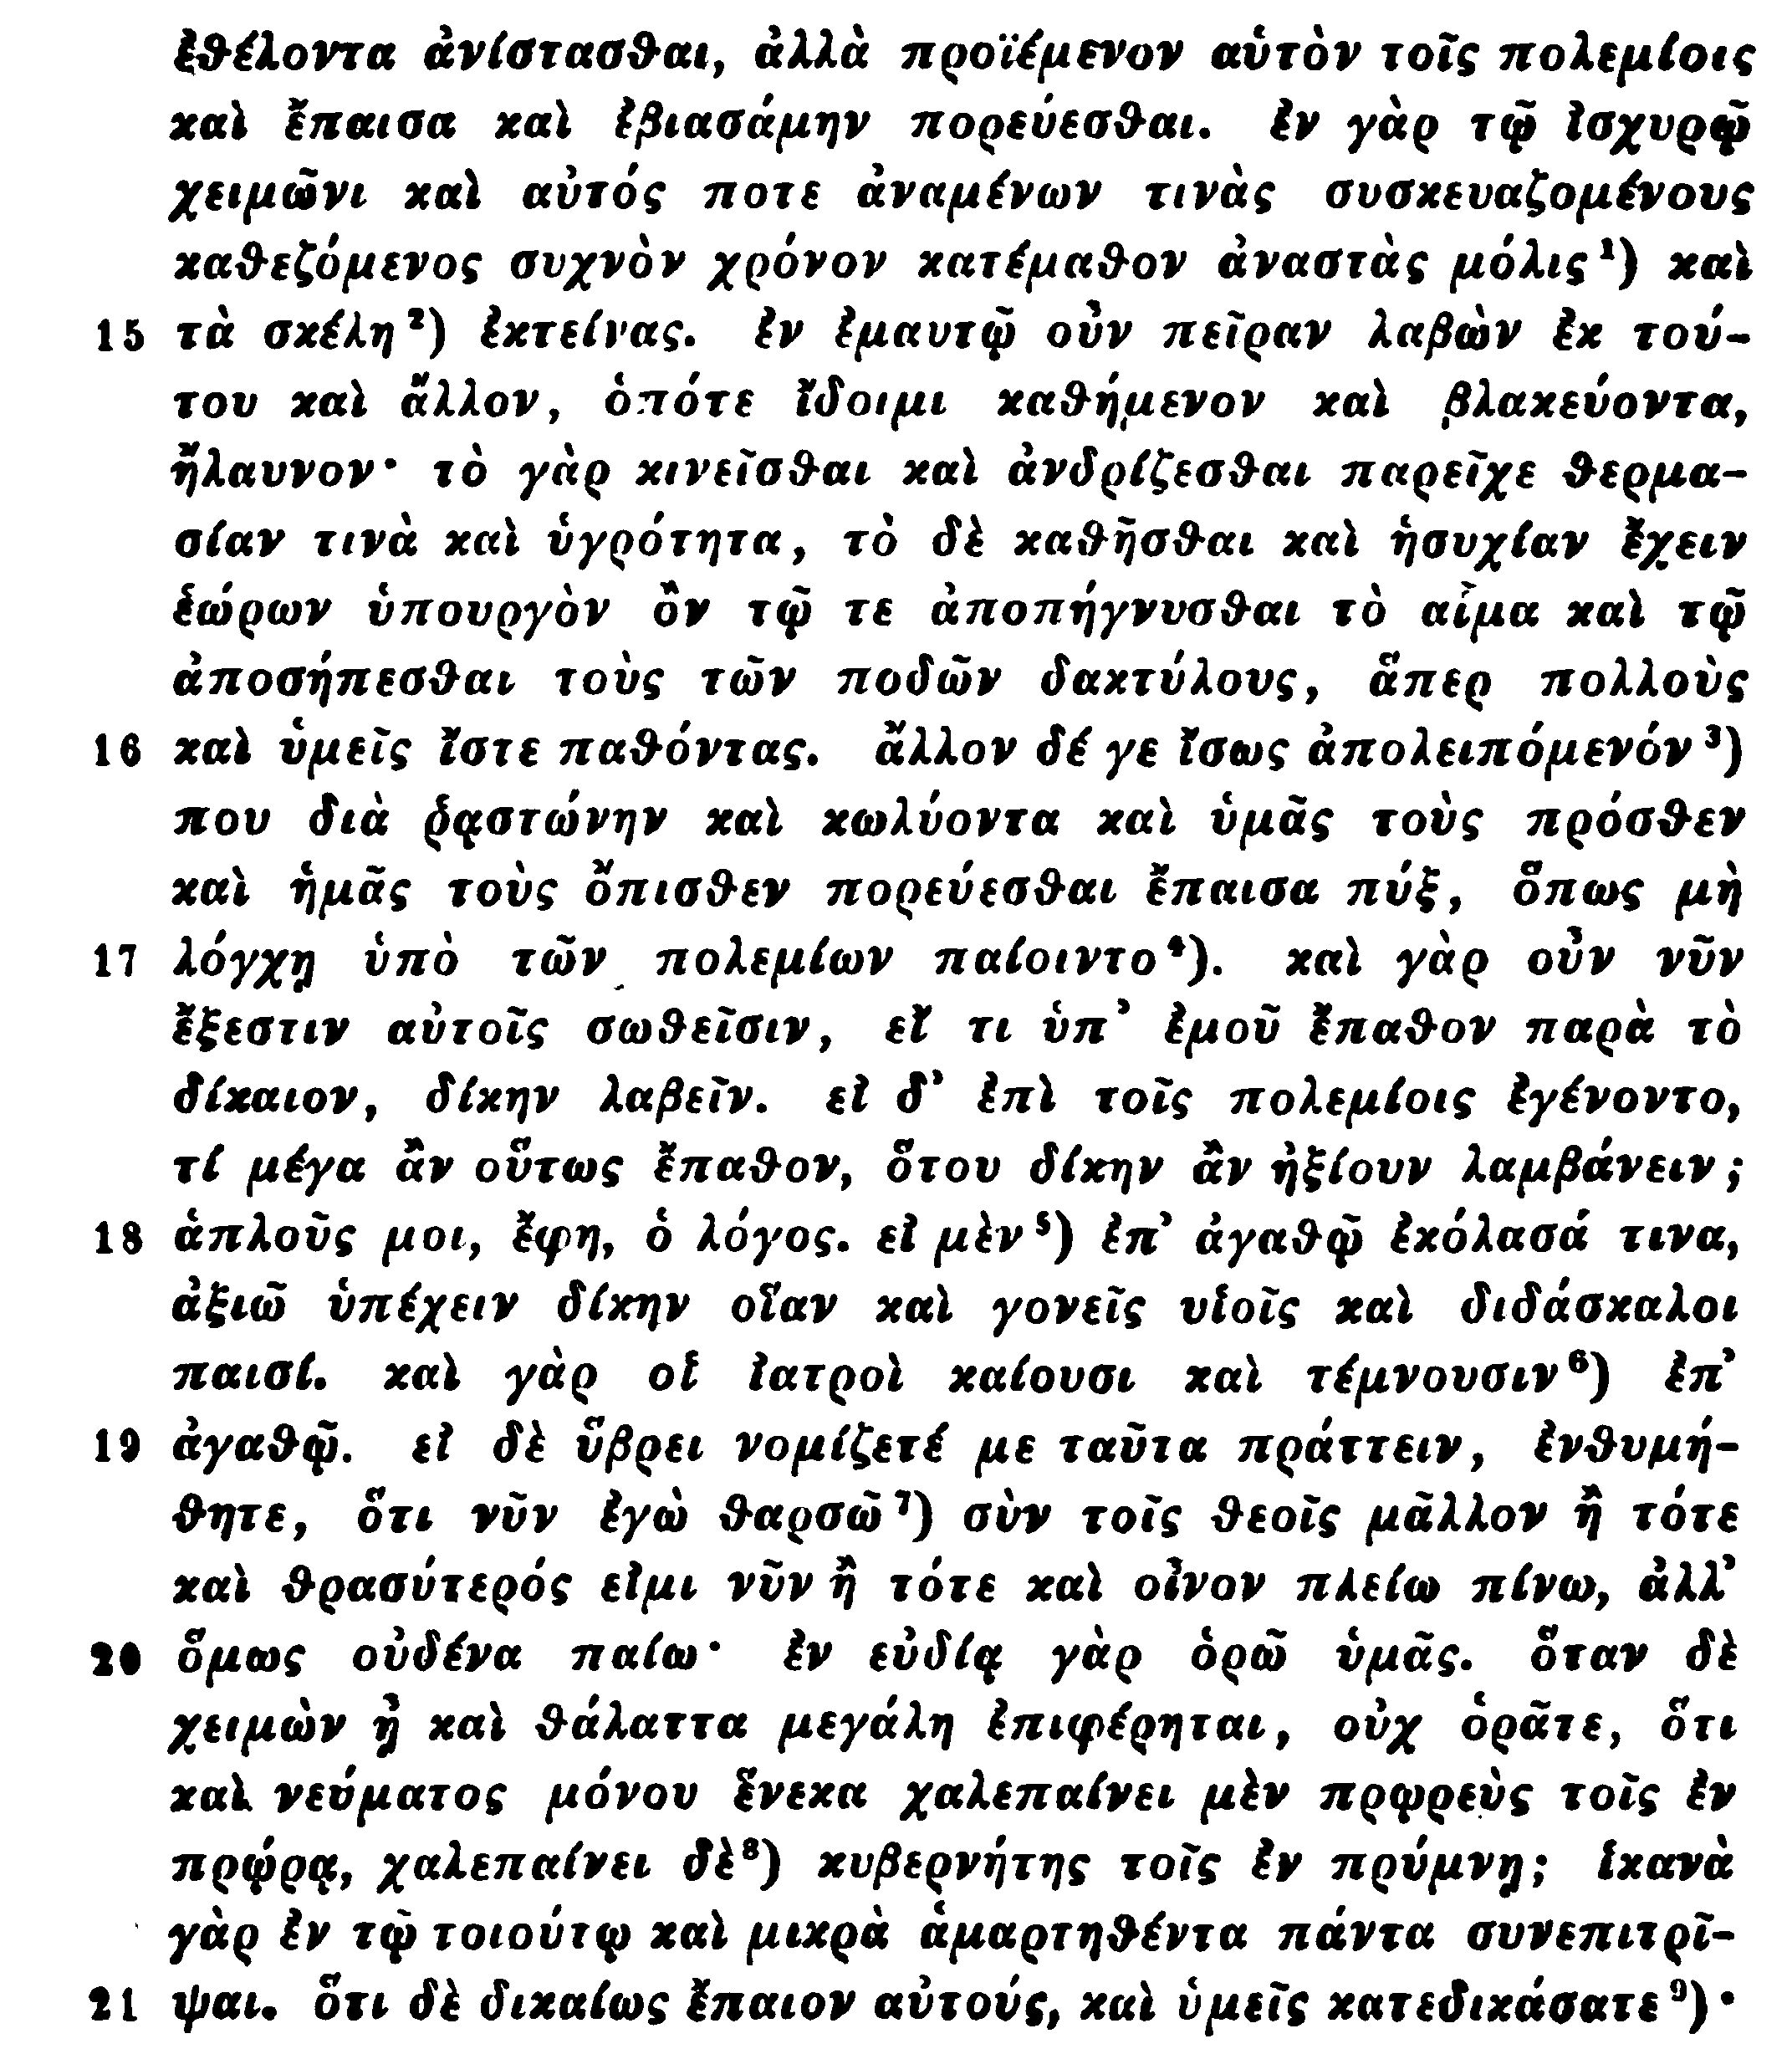 ἐθέλοντα ἀνίστασθαι, ἀλλὰ προϊέμενον αὑτὸν τοῖς πολεμίοις
καὶ ἔπαισα καὶ ἐβιασάμην πορεύεσθαι. ἐν γὰρ τῷ ἰσχυρῷ
χειμῶνι καὶ αὐτός ποτε ἀναμένων τινὰς συσκευαζομένους
καθεζόμενος συχνὸν χρόνον κατέμαθον ἀναστὰς μόλις¹) καὶ
15 τὰ σκέλη²) ἐκτείνας. ἐν ἐμαυτῷ οὖν πεῖραν λαβὼν ἐκ τού-
του καὶ ἄλλον, ὁπότε ἴδοιμι καθήμενον καὶ βλακεύοντα,
ἤλαυνον· τὸ γὰρ κινεῖσθαι καὶ ἀνδρίζεσθαι παρεῖχε θερμα-
σίαν τινὰ καὶ ὑγρότητα, τὸ δὲ καθῆσθαι καὶ ἡσυχίαν ἔχειν
ἑώρων ὑπουργὸν ὂν τῷ τε ἀποπήγνυσθαι τὸ αἷμα καὶ τῷ
ἀποσήπεσθαι τοὺς τῶν ποδῶν δακτύλους, ἅπερ πολλοὺς
16 καὶ ὑμεῖς ἴστε παθόντας. ἄλλον δέ γε ἴσως ἀπολειπόμενόν³)
που διὰ ῥᾳστώνην καὶ κωλύοντα καὶ ὑμᾶς τοὺς πρόσθεν
καὶ ἡμᾶς τοὺς ὄπισθεν πορεύεσθαι ἔπαισα πύξ, ὅπως μὴ
17 λόγχῃ ὑπὸ τῶν πολεμίων παίοιντο⁴). καὶ γὰρ οὖν νῦν
ἔξεστιν αὐτοῖς σωθεῖσιν, εἴ τι ὑπ’ ἐμοῦ ἔπαθον παρὰ τὸ
δίκαιον, δίκην λαβεῖν. εἰ δ’ ἐπὶ τοῖς πολεμίοις ἐγένοντο,
τί μέγα ἂν οὕτως ἔπαθον, ὅτου δίκην ἂν ἠξίουν λαμβάνειν;
18 ἁπλοῦς μοι, ἔφη, ὁ λόγος. εἰ μὲν⁵) ἐπ’ ἀγαθῷ ἐκόλασά τινα,
ἀξιῶ ὑπέχειν δίκην οἵαν καὶ γονεῖς υἱοῖς καὶ διδάσκαλοι
παισί. καὶ γὰρ οἱ ἰατροὶ καίουσι καὶ τέμνουσιν⁶) ἐπ’
19 ἀγαθῷ. εἰ δὲ ὕβρει νομίζετέ με ταῦτα πράττειν, ἐνθυμή-
θητε, ὅτι νῦν ἐγὼ θαρσῶ⁷) σὺν τοῖς θεοῖς μᾶλλον ἢ τότε
καὶ θρασύτερός εἰμι νῦν ἢ τότε καὶ οἶνον πλείω πίνω, ἀλλ’
20 ὅμως οὐδένα παίω· ἐν εὐδίᾳ γὰρ ὁρῶ ὑμᾶς. ὅταν δὲ
χειμὼν ᾖ καὶ θάλαττα μεγάλη ἐπιφέρηται, οὐχ ὁρᾶτε, ὅτι
καὶ νεύματος μόνου ἕνεκα χαλεπαίνει μὲν πρῳρεὺς τοῖς ἐν
πρῴρᾳ, χαλεπαίνει δὲ⁸) κυβερνήτης τοῖς ἐν πρύμνῃ; ἱκανὰ
γὰρ ἐν τῷ τοιούτῳ καὶ μικρὰ ἁμαρτηθέντα πάντα συνεπιτρῖ-
21 ψαι. ὅτι δὲ δικαίως ἔπαιον αὐτούς, καὶ ὑμεῖς κατεδικάσατε⁹)·